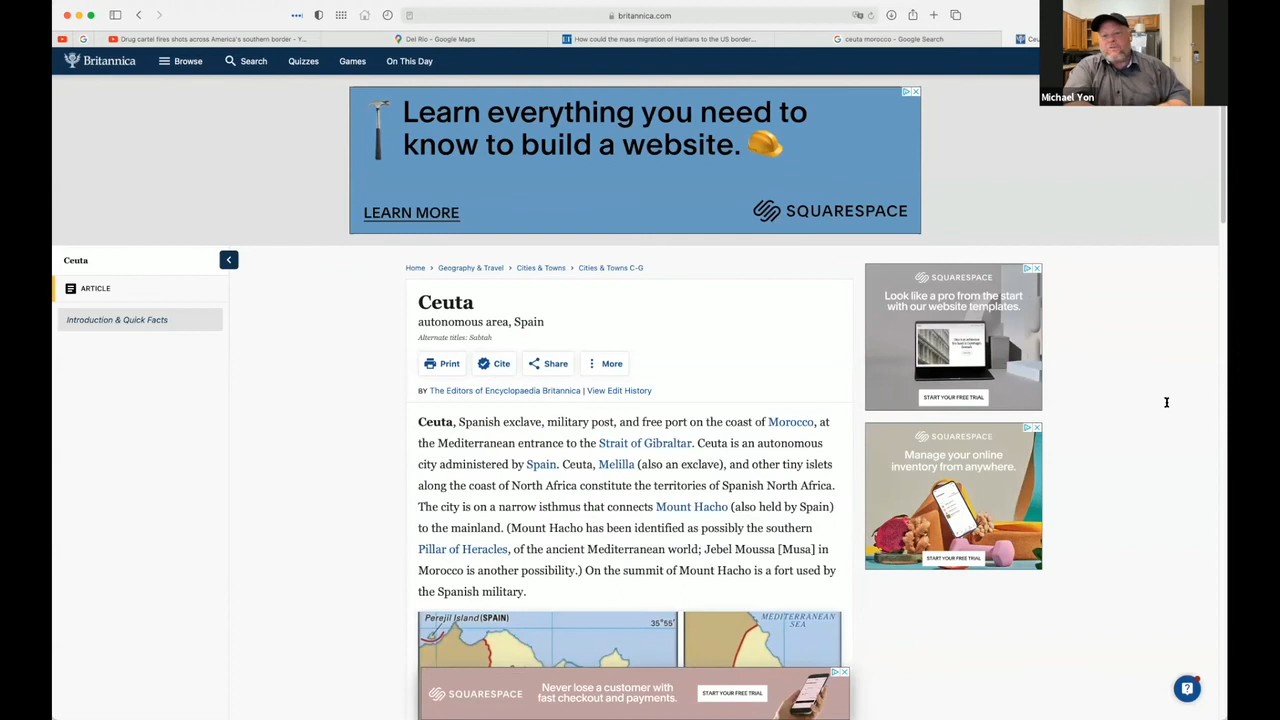 britannica.com
Drug cartel fires shots across America's southern border - Y...
Del Rio - Google Maps
How could the mass migration of Haitians to the US border...
ceuta morocco - Google Search
Britannica
Browse
Search
Quizzes
Games
On This Day
Michael Yon
Learn everything you need to
know to build a website.
LEARN MORE
SQUARESPACE
Ceuta
ARTICLE
Introduction & Quick Facts
Home › Geography & Travel › Cities & Towns › Cities & Towns C-G
Ceuta
autonomous area, Spain
Alternate titles: Sabtah
Print
Cite
Share
More
BY The Editors of Encyclopaedia Britannica | View Edit History
Ceuta, Spanish exclave, military post, and free port on the coast of Morocco, at
the Mediterranean entrance to the Strait of Gibraltar. Ceuta is an autonomous
city administered by Spain. Ceuta, Melilla (also an exclave), and other tiny islets
along the coast of North Africa constitute the territories of Spanish North Africa.
The city is on a narrow isthmus that connects Mount Hacho (also held by Spain)
to the mainland. (Mount Hacho has been identified as possibly the southern
Pillar of Heracles, of the ancient Mediterranean world; Jebel Moussa [Musa] in
Morocco is another possibility.) On the summit of Mount Hacho is a fort used by
the Spanish military.
Perejil Island (SPAIN)
35°55'
MEDITERRANEAN
SEA
SQUARESPACE
Look like a pro from the start
with our website templates.
START YOUR FREE TRIAL
SQUARESPACE
Manage your online
inventory from anywhere.
START YOUR FREE TRIAL
SQUARESPACE
Never lose a customer with
fast checkout and payments.
START YOUR FREE TRIAL